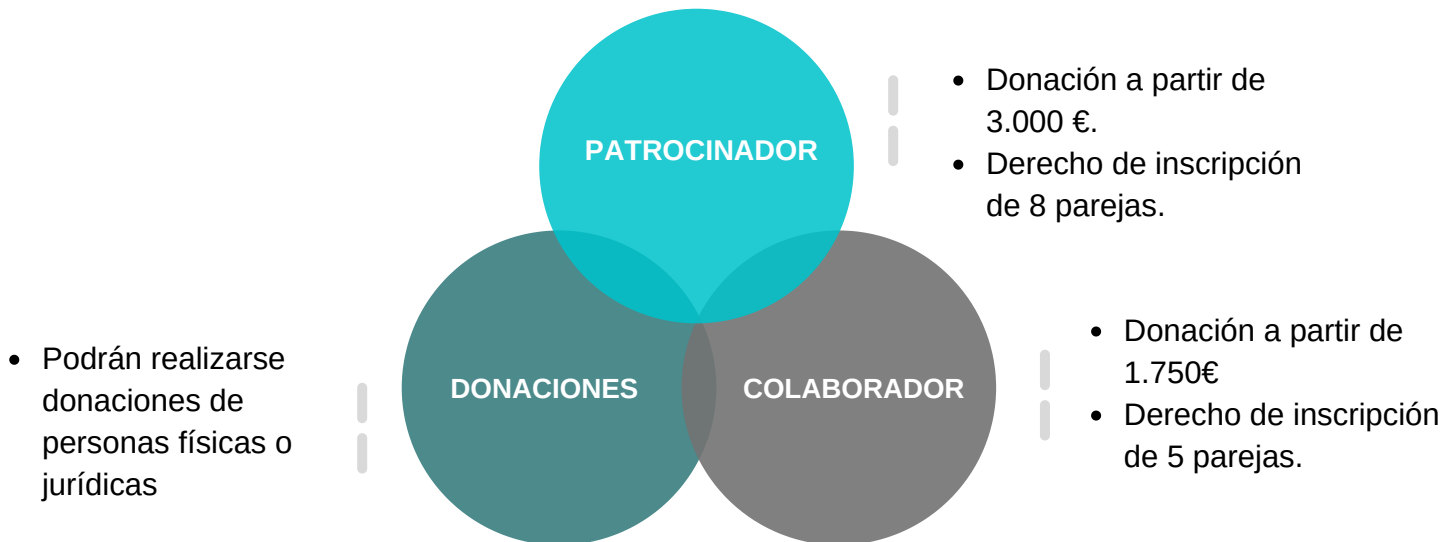 PATROCINADOR
• Donación a partir de
3.000 €.
• Derecho de inscripción
de 8 parejas.
• Podrán realizarse
donaciones de
personas físicas o
jurídicas
DONACIONES
COLABORADOR
• Donación a partir de
1.750€
• Derecho de inscripción
de 5 parejas.